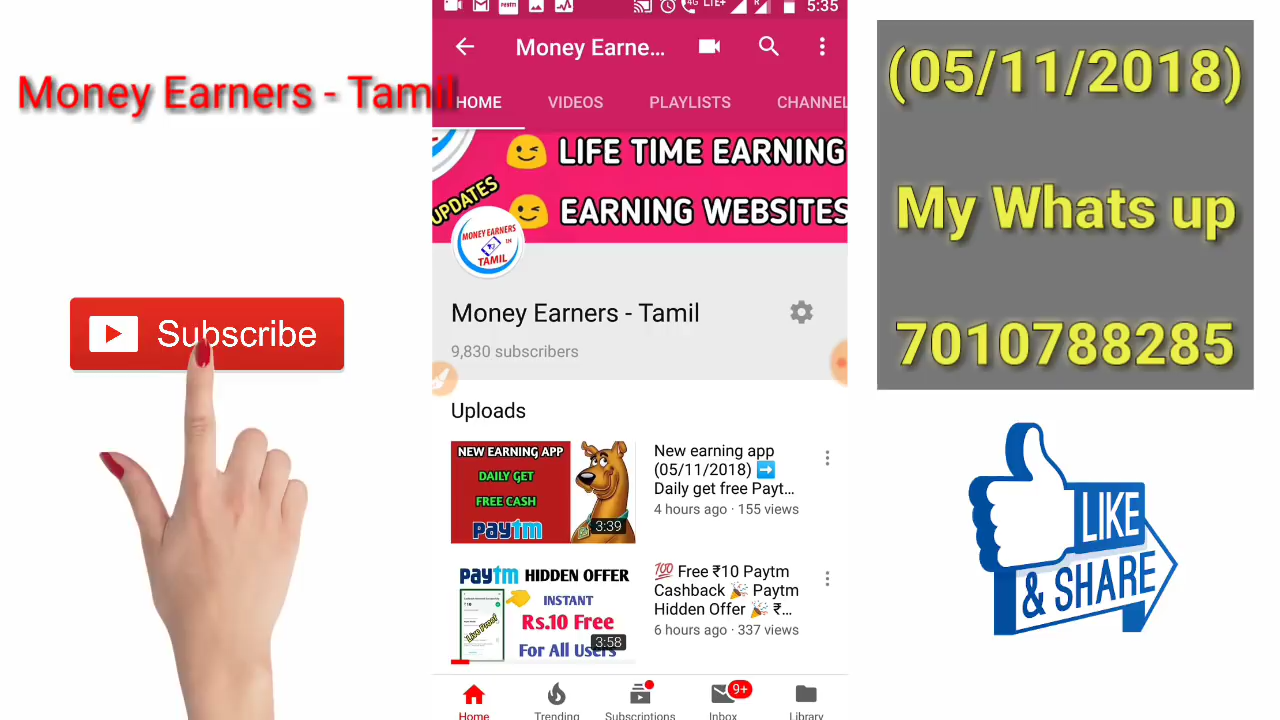 Money Earners - Tamil
Subscribe
5:35
Money Earne...
HOME VIDEOS PLAYLISTS CHANNEL
😉 LIFE TIME EARNING
UPDATES
😉 EARNING WEBSITES
MONEY EARNERS
IN
TAMIL
Money Earners - Tamil
9,830 subscribers
Uploads
NEW EARNING APP
DAILY GET
FREE CASH
paytm
3:39
New earning app
(05/11/2018) ➡️
Daily get free Payt...
4 hours ago · 155 views
paytm HIDDEN OFFER
INSTANT
Rs.10 Free
For All Users
Live Proof
3:58
💯 Free ₹10 Paytm
Cashback 🎉 Paytm
Hidden Offer 🎉 ₹...
6 hours ago · 337 views
9+
Home Trending Subscriptions Inbox Library
(05/11/2018)
My Whats up
7010788285
LIKE
& SHARE